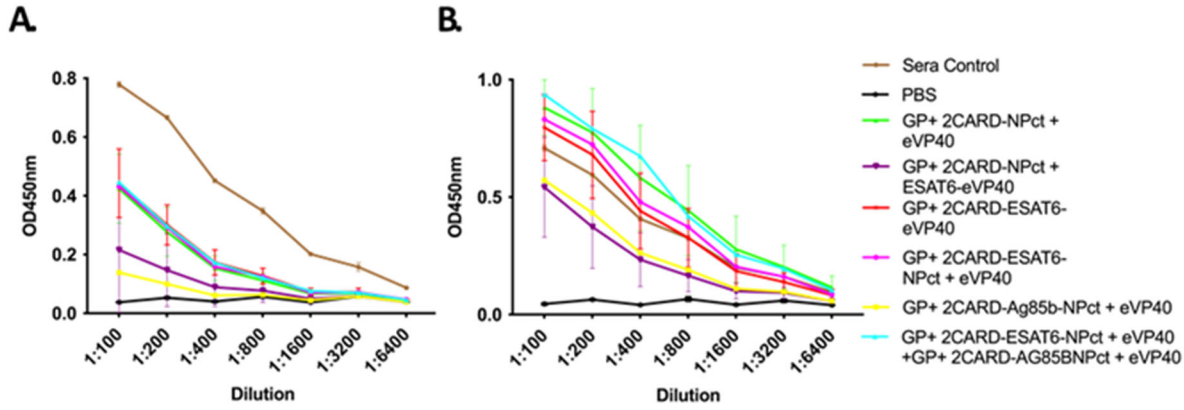 A.
B.
0.8
0.6
0.4
0.2
0.0
OD450nm
1:100
1:200
1:400
1:800
1:1600
1:3200
1:6400
Dilution
1.0
0.5
0.0
OD450nm
1:100
1:200
1:400
1:800
1:1600
1:3200
1:6400
Dilution
Sera Control
PBS
GP+ 2CARD-NPct +
eVP40
GP+ 2CARD-NPct +
ESAT6-eVP40
GP+ 2CARD-ESAT6-
eVP40
GP+ 2CARD-ESAT6-
NPct + eVP40
GP+ 2CARD-Ag85b-NPct + eVP40
GP+ 2CARD-ESAT6-NPct + eVP40
+GP+ 2CARD-AG85BNPct + eVP40